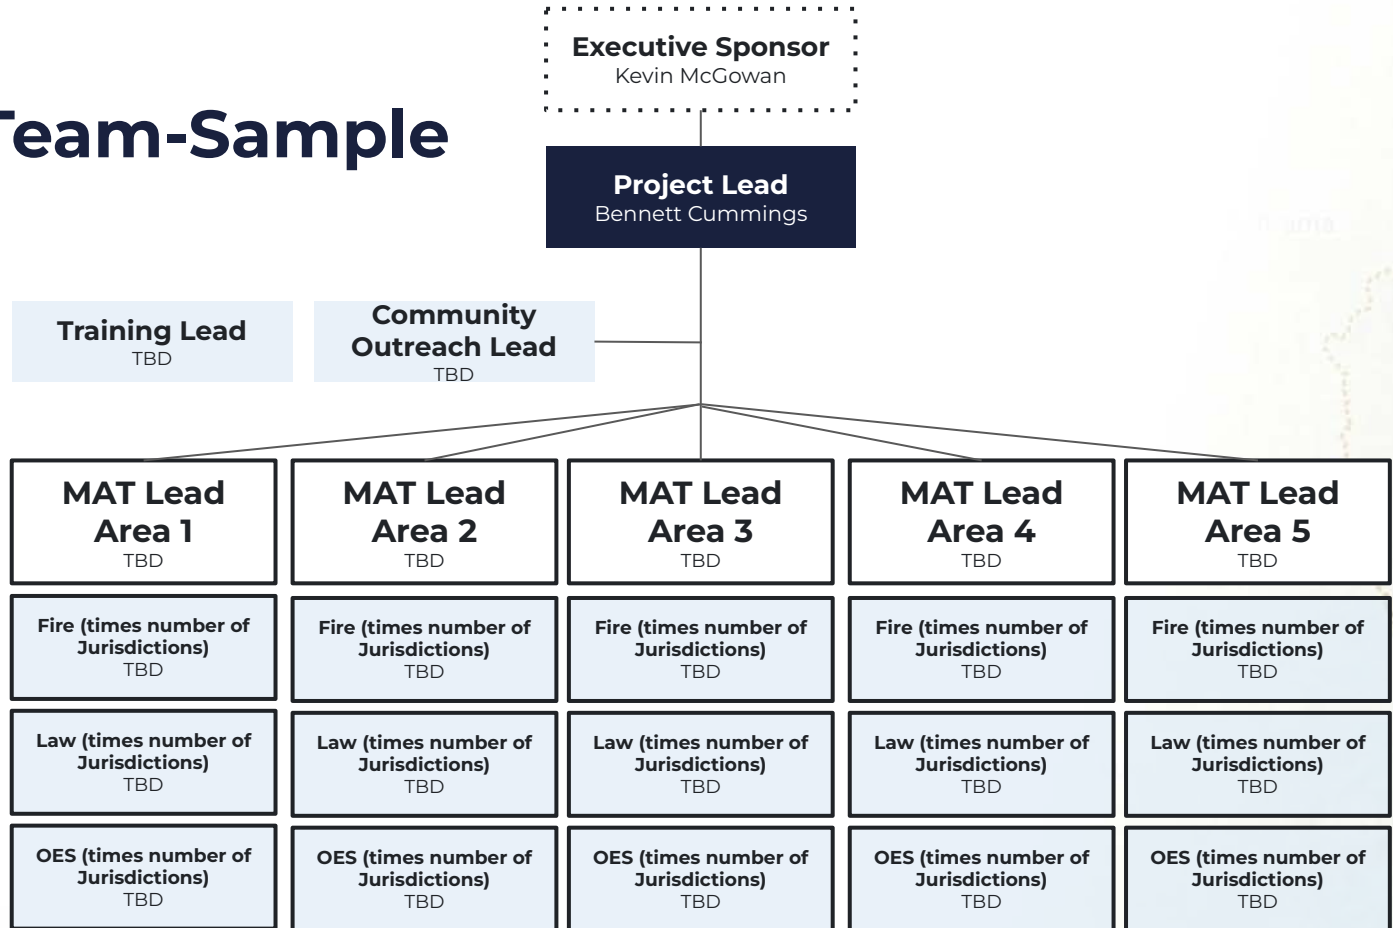 Executive Sponsor
Kevin McGowan
Team-Sample
Project Lead
Bennett Cummings
Training Lead
TBD
Community
Outreach Lead
TBD
MAT Lead
Area 1
TBD
MAT Lead
Area 2
TBD
MAT Lead
Area 3
TBD
MAT Lead
Area 4
TBD
MAT Lead
Area 5
TBD
Fire (times number of
Jurisdictions)
TBD
Fire (times number of
Jurisdictions)
TBD
Fire (times number of
Jurisdictions)
TBD
Fire (times number of
Jurisdictions)
TBD
Fire (times number of
Jurisdictions)
TBD
Law (times number of
Jurisdictions)
TBD
Law (times number of
Jurisdictions)
TBD
Law (times number of
Jurisdictions)
TBD
Law (times number of
Jurisdictions)
TBD
Law (times number of
Jurisdictions)
TBD
OES (times number of
Jurisdictions)
TBD
OES (times number of
Jurisdictions)
TBD
OES (times number of
Jurisdictions)
TBD
OES (times number of
Jurisdictions)
TBD
OES (times number of
Jurisdictions)
TBD